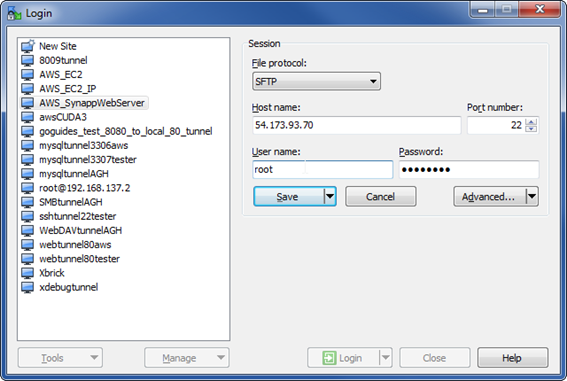 Login
New Site
8009tunnel
AWS_EC2
AWS_EC2_IP
AWS_SynappWebServer
awsCUDA3
goguides_test_8080_to_local_80_tunnel
mysqltunnel3306aws
mysqltunnel3307tester
mysqltunnelAGH
root@192.168.137.2
SMBtunnelAGH
sshtunnel22tester
WebDAVtunnelAGH
webtunnel80aws
webtunnel80tester
Xbrick
xdebugtunnel
Tools
Manage
Session
File protocol:
SFTP
Host name:
Port number:
54.173.93.70
22
User name:
Password:
root
●●●●●●●●
Save
Cancel
Advanced...
Login
Close
Help